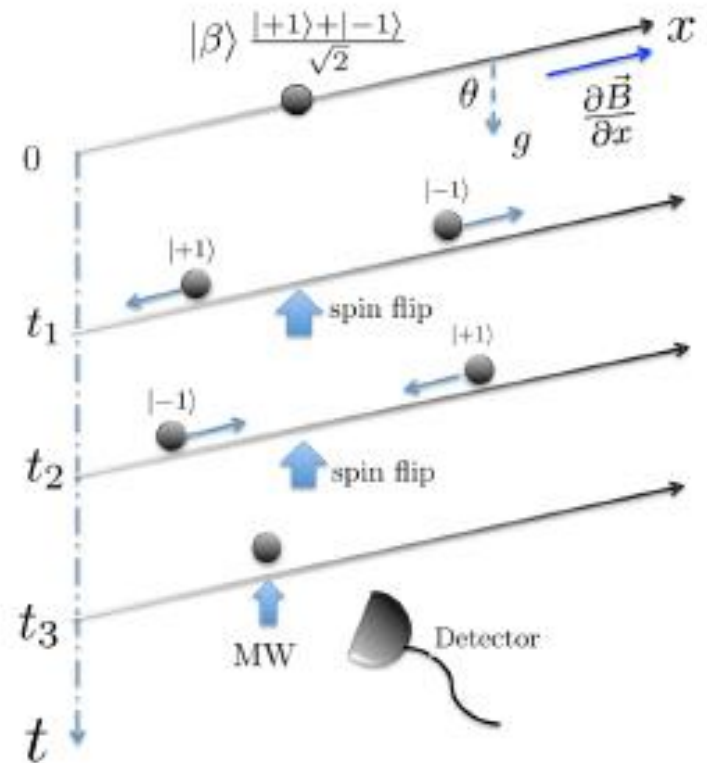 |β⟩ (|+1⟩+|−1⟩)/√2
x
θ
g
∂B⃗/∂x
0
|−1⟩
|+1⟩
t₁
spin flip
|+1⟩
|−1⟩
t₂
spin flip
t₃
MW
Detector
t